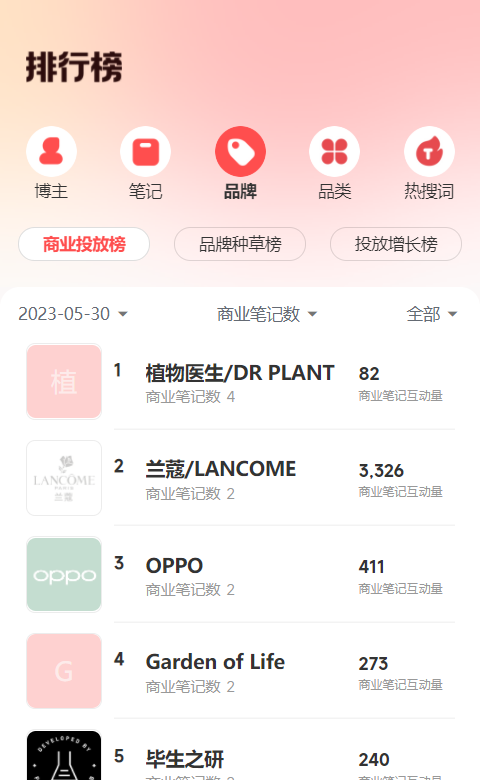 排行榜
博主 笔记 品牌 品类 热搜词
商业投放榜 品牌种草榜 投放增长榜
2023-05-30 商业笔记数 全部
植
1 植物医生/DR PLANT 82
商业笔记数 4 商业笔记互动量
LANCÔME
PARIS
兰蔻
2 兰蔻/LANCOME 3,326
商业笔记数 2 商业笔记互动量
oppo
3 OPPO 411
商业笔记数 2 商业笔记互动量
G
4 Garden of Life 273
商业笔记数 2 商业笔记互动量
DEVELOPED BY
5 毕生之研 240